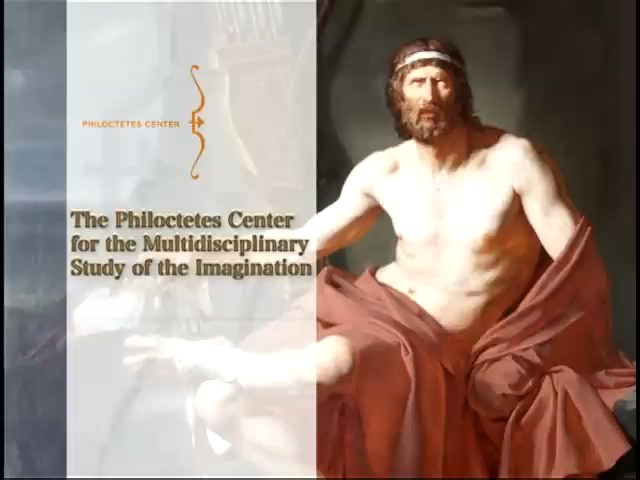 PHILOCTETES CENTER
The Philoctetes Center
for the Multidisciplinary
Study of the Imagination